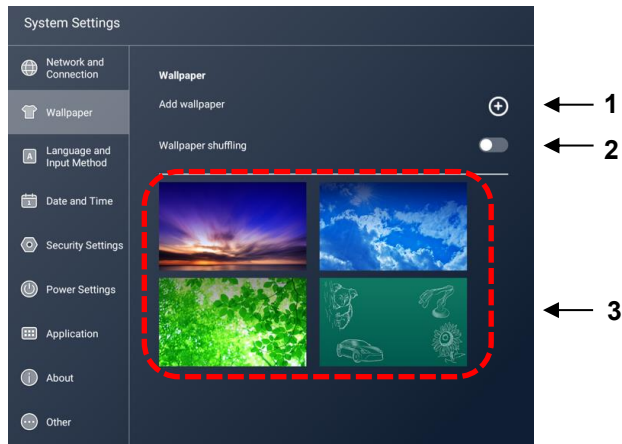 System Settings
Network and
Connection
Wallpaper
Language and
Input Method
Date and Time
Security Settings
Power Settings
Application
About
Other
Wallpaper
Add wallpaper
Wallpaper shuffling
1
2
3